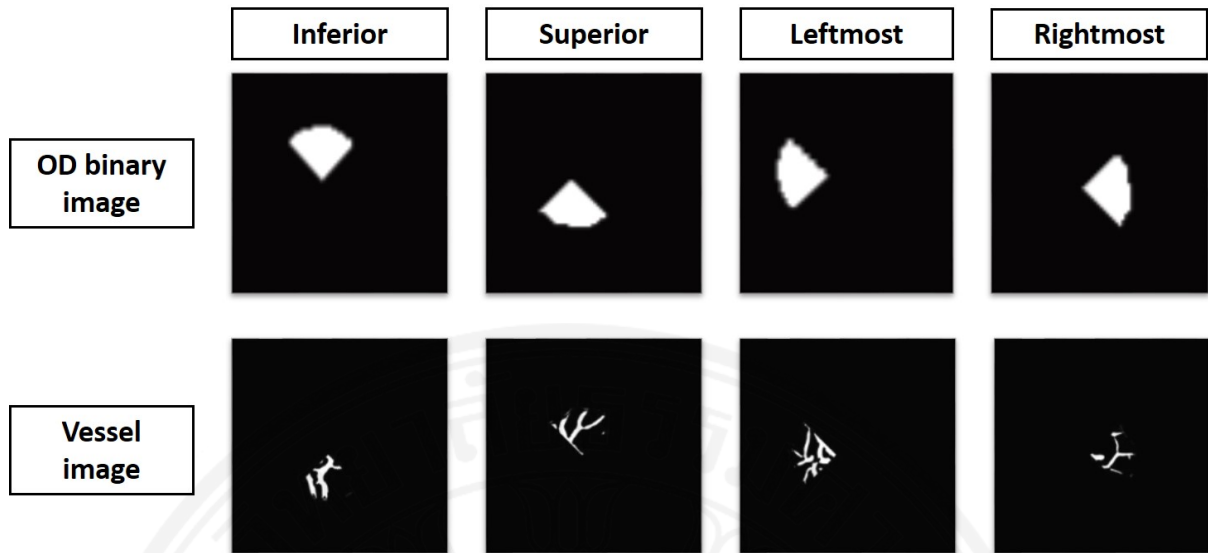 Inferior
Superior
Leftmost
Rightmost
OD binary
image
Vessel
image